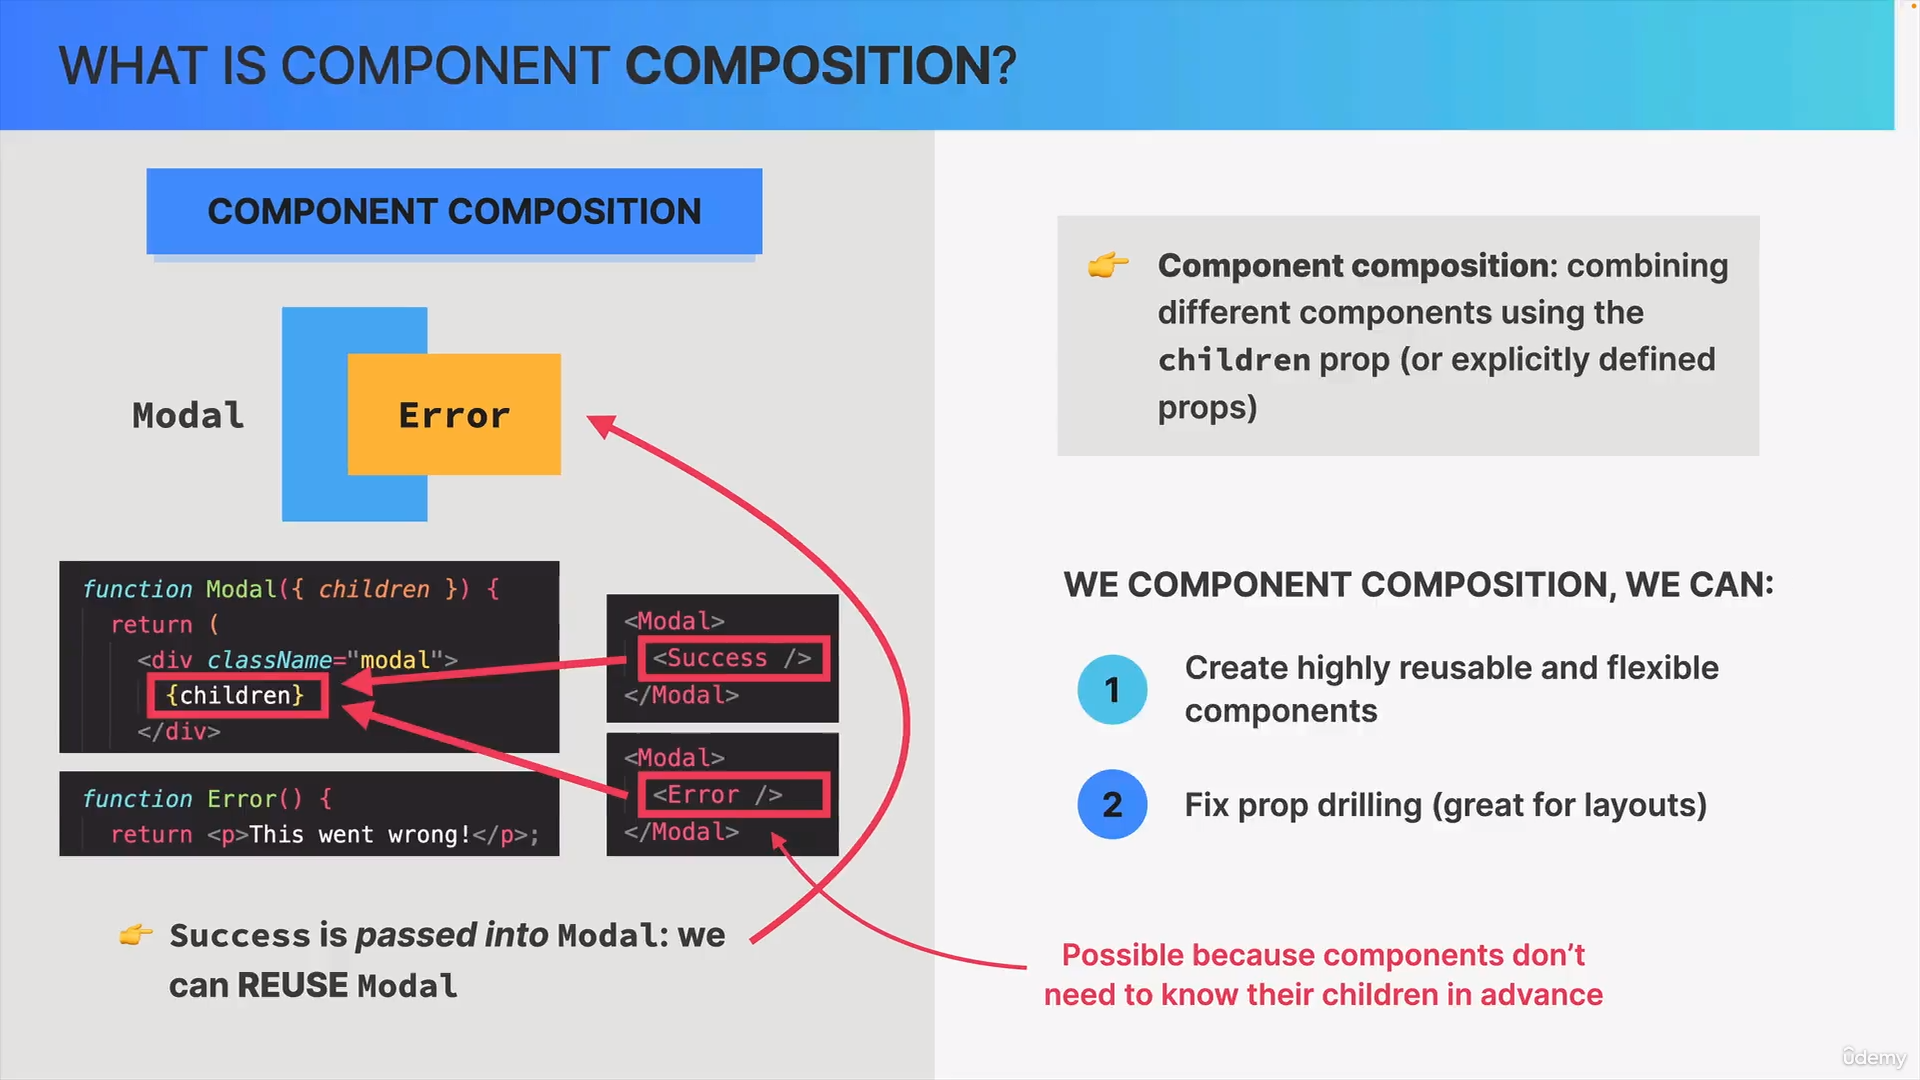 WHAT IS COMPONENT COMPOSITION?
COMPONENT COMPOSITION
Modal
Error
function Modal({ children }) {
return (
<div className="modal">
{children}
</div>
function Error() {
return <p>This went wrong!</p>;
<Modal>
<Success />
</Modal>
<Modal>
<Error />
</Modal>
👉 Success is passed into Modal: we
can REUSE Modal
👉 Component composition: combining
different components using the
children prop (or explicitly defined
props)
WE COMPONENT COMPOSITION, WE CAN:
1 Create highly reusable and flexible
components
2 Fix prop drilling (great for layouts)
Possible because components don’t
need to know their children in advance
ûdemy